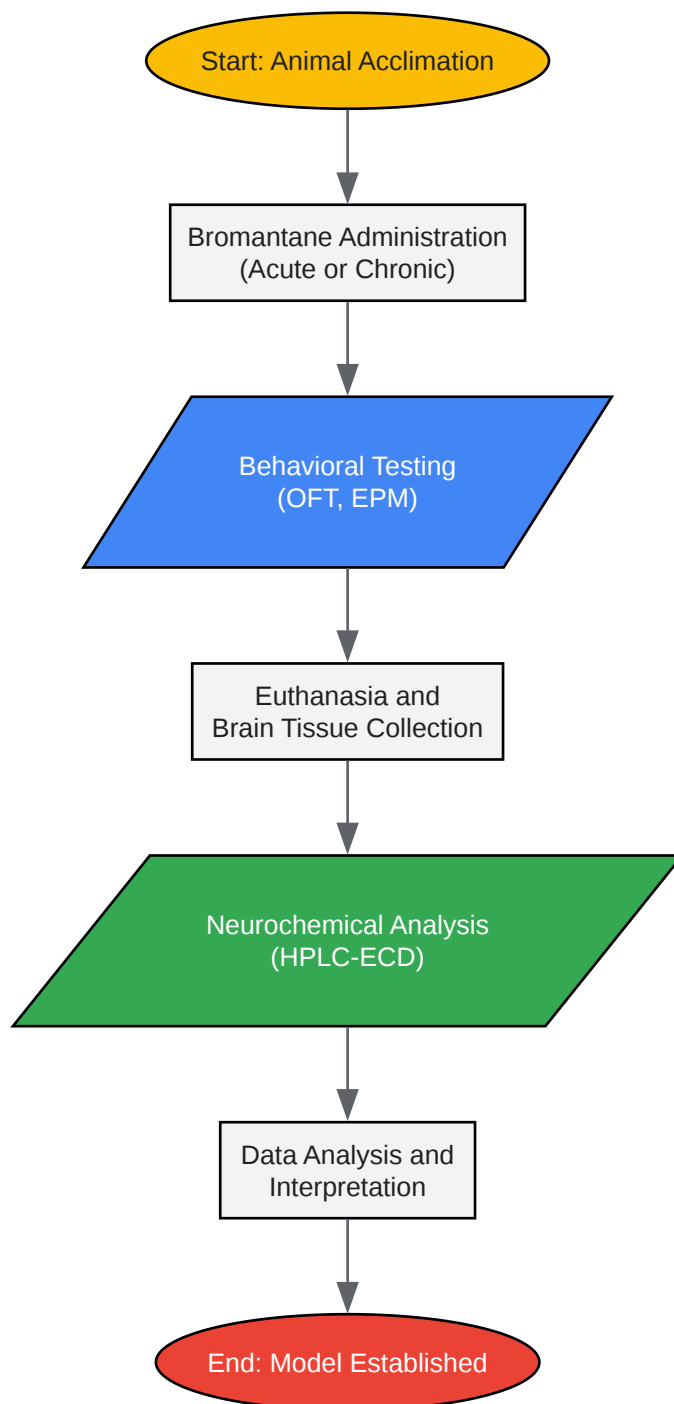 Start: Animal Acclimation
Bromantane Administration
(Acute or Chronic)
Behavioral Testing
(OFT, EPM)
Euthanasia and
Brain Tissue Collection
Neurochemical Analysis
(HPLC-ECD)
Data Analysis and
Interpretation
End: Model Established